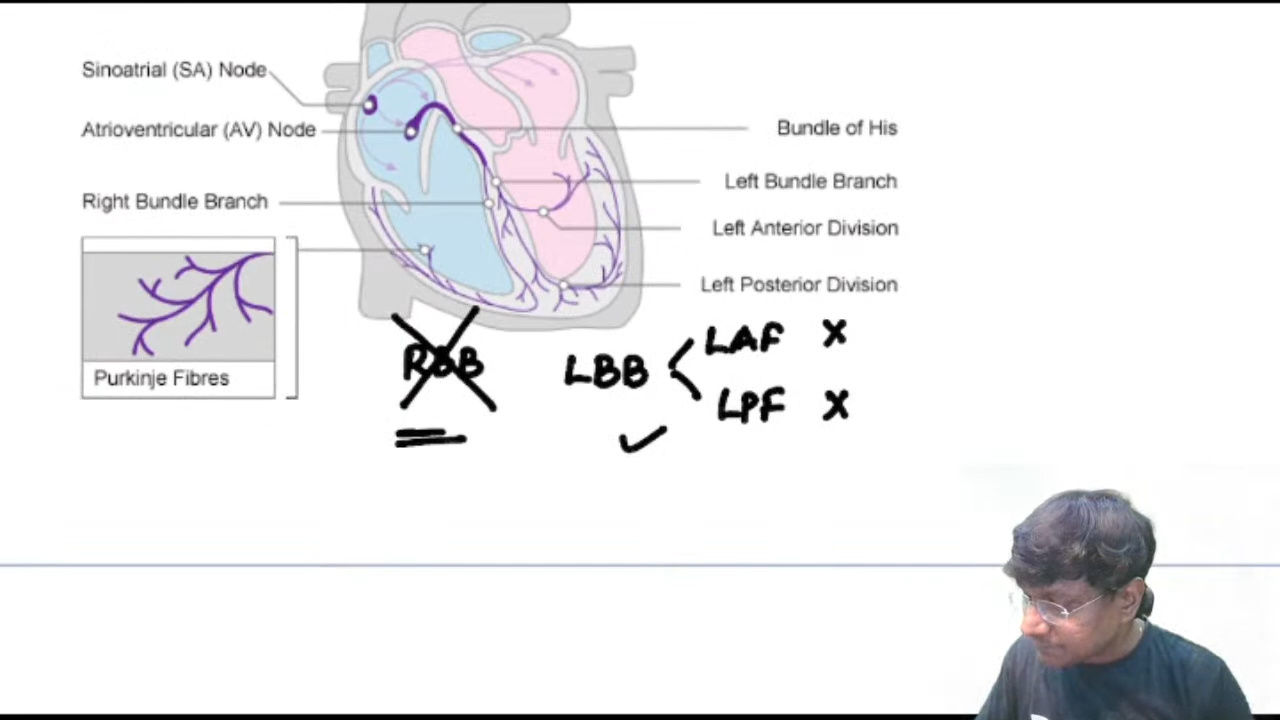 Sinoatrial (SA) Node
Atrioventricular (AV) Node
Bundle of His
Left Bundle Branch
Right Bundle Branch
Left Anterior Division
Left Posterior Division
Purkinje Fibres
RBB
LBB
LAF X
LPF X